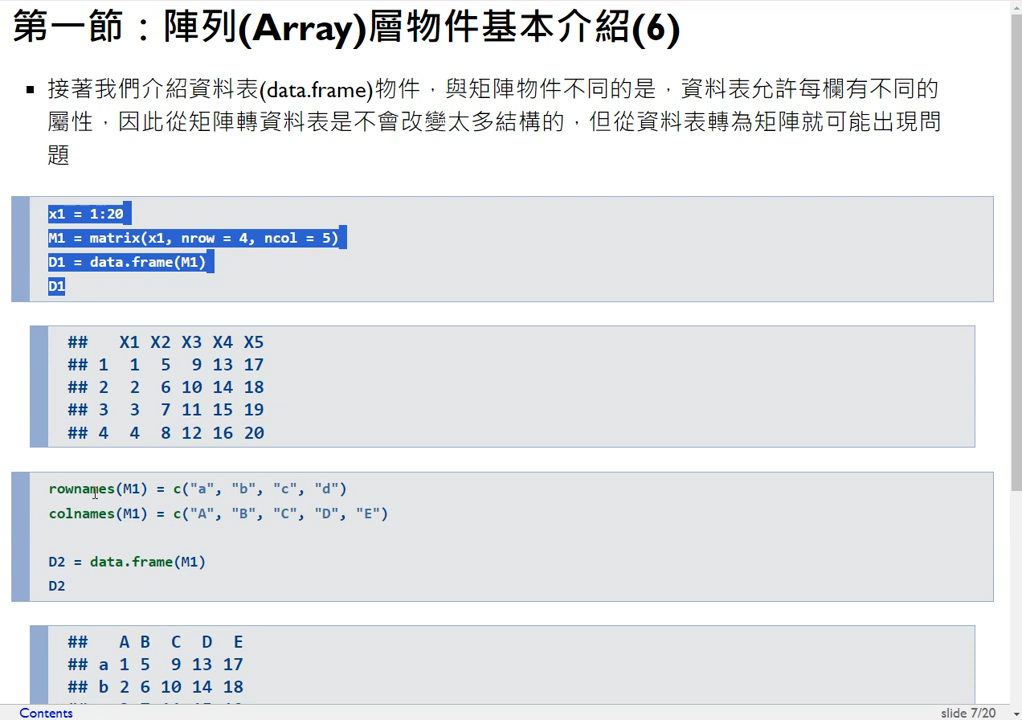 第一節：陣列(Array)層物件基本介紹(6)
接著我們介紹資料表(data.frame)物件，與矩陣物件不同的是，資料表允許每欄有不同的
屬性，因此從矩陣轉資料表是不會改變太多結構的，但從資料表轉為矩陣就可能出現問
題
x1 = 1:20
M1 = matrix(x1, nrow = 4, ncol = 5)
D1 = data.frame(M1)
D1
##   X1 X2 X3 X4 X5
## 1  1  5  9 13 17
## 2  2  6 10 14 18
## 3  3  7 11 15 19
## 4  4  8 12 16 20
rownames(M1) = c("a", "b", "c", "d")
colnames(M1) = c("A", "B", "C", "D", "E")
D2 = data.frame(M1)
D2
##   A B  C  D  E
## a 1 5  9 13 17
## b 2 6 10 14 18
Contents
slide 7/20